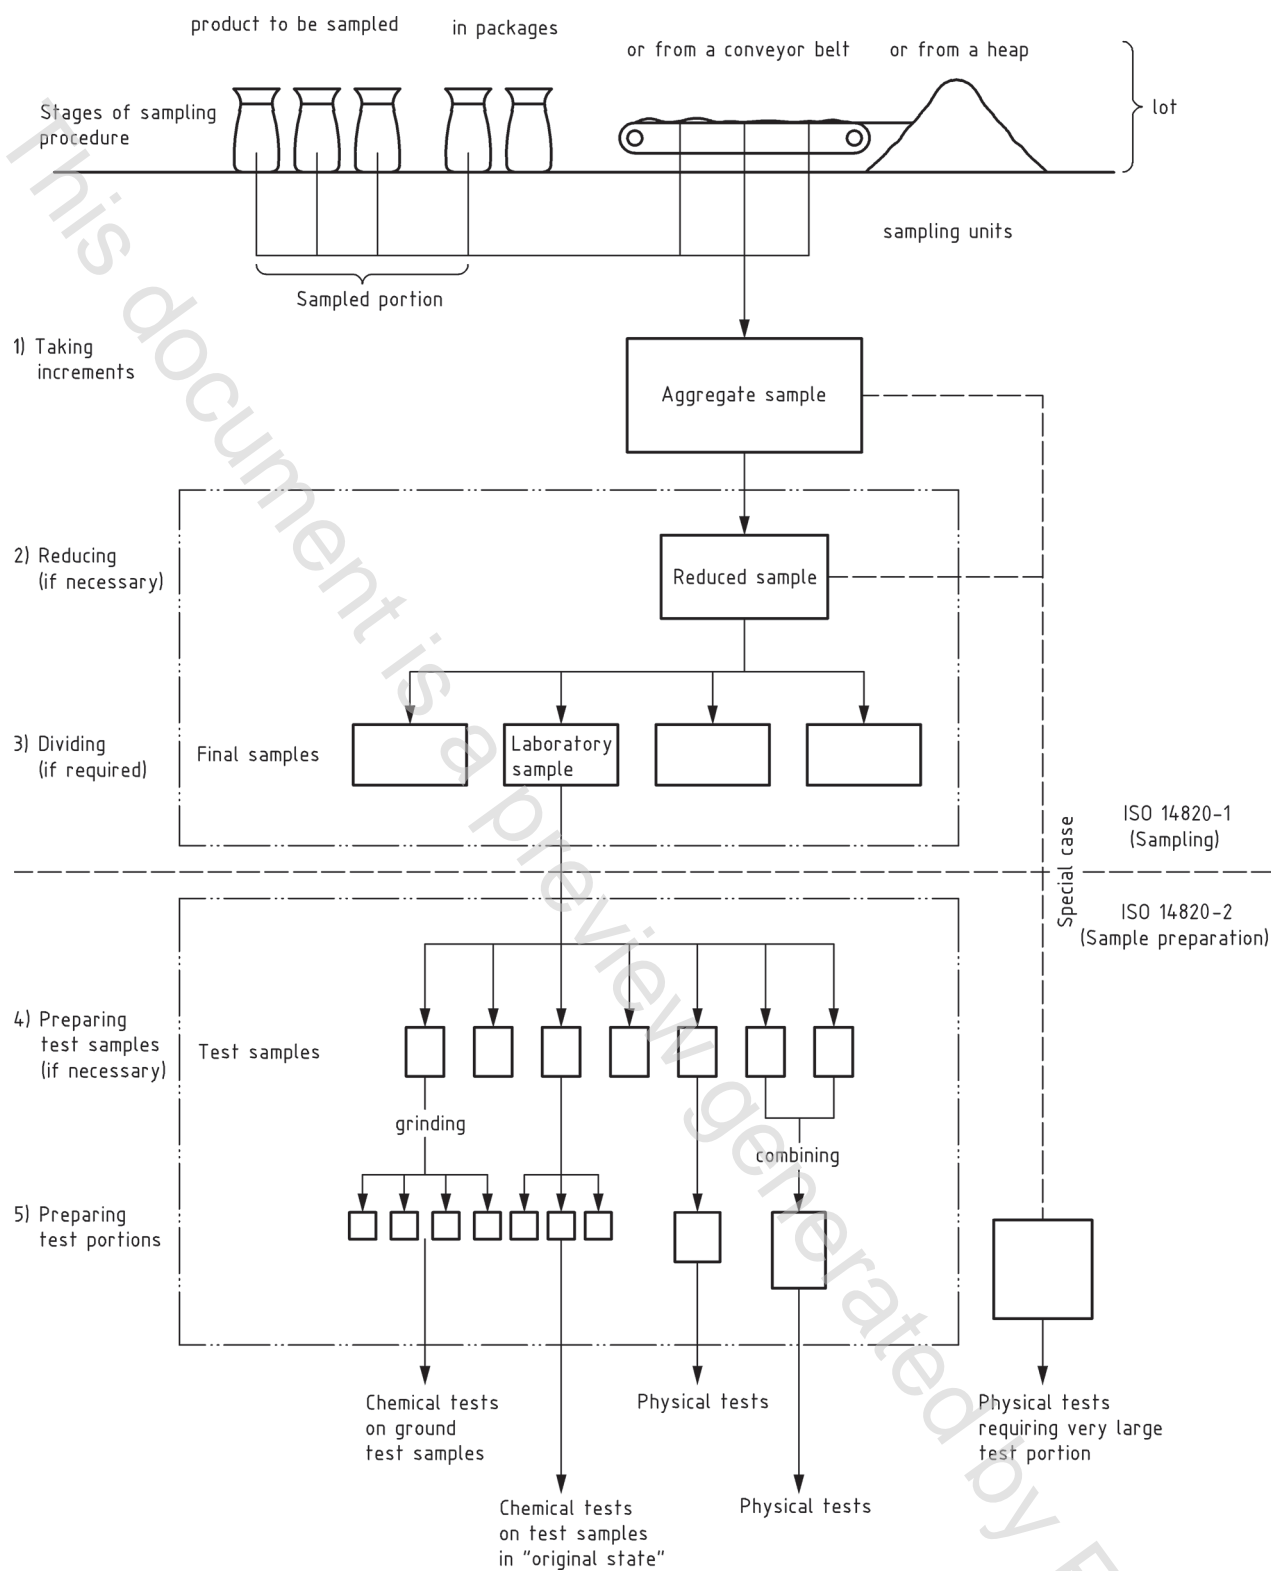 product to be sampled
in packages
or from a conveyor belt
or from a heap
Stages of sampling
procedure
lot
sampling units
Sampled portion
1) Taking
increments
Aggregate sample
2) Reducing
(if necessary)
Reduced sample
3) Dividing
(if required)
Final samples
Laboratory
sample
Special case
ISO 14820-1
(Sampling)
ISO 14820-2
(Sample preparation)
4) Preparing
test samples
(if necessary)
Test samples
grinding
combining
5) Preparing
test portions
Chemical tests
on ground
test samples
Physical tests
Physical tests
requiring very large
test portion
Chemical tests
on test samples
in "original state"
Physical tests
This document is a preview generated by E